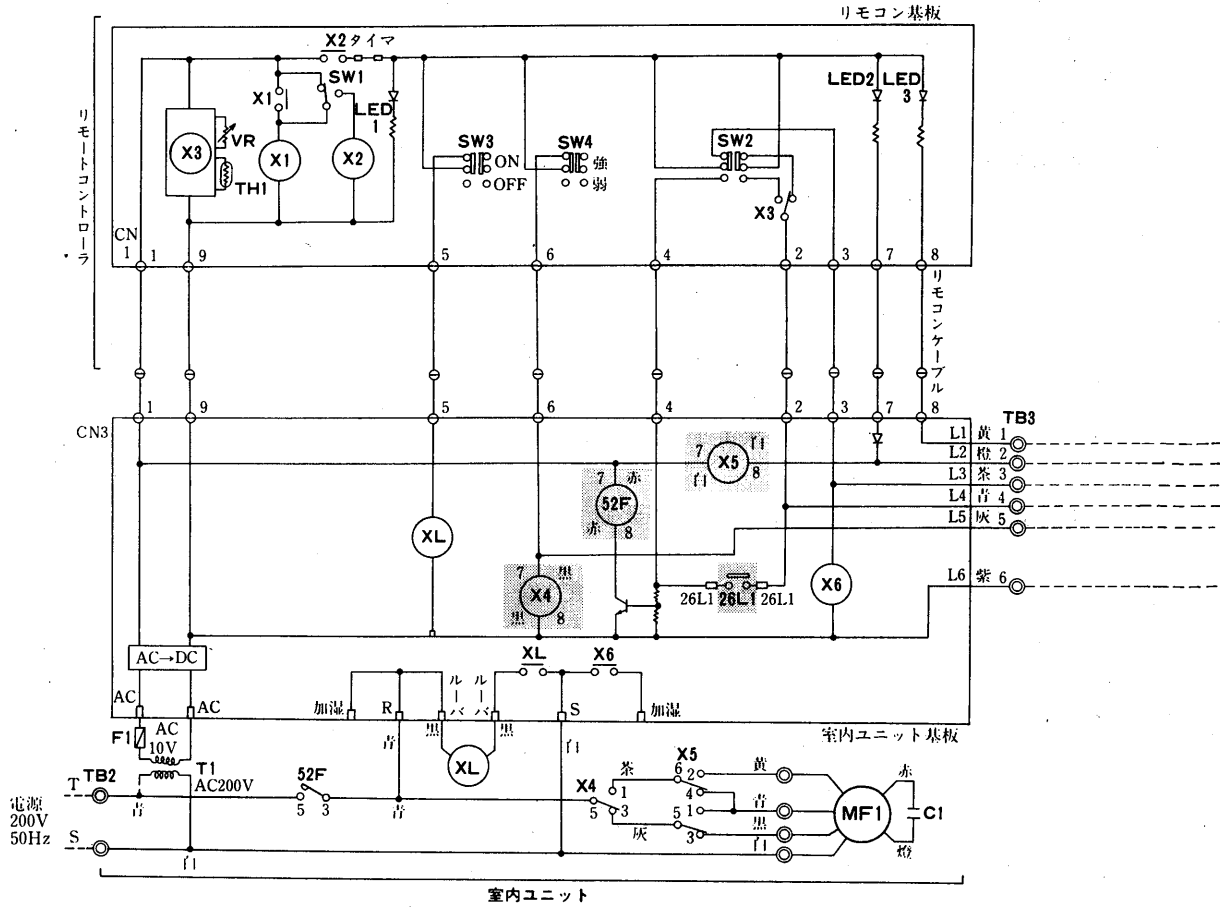 リモコン基板
X2 タイマ
リモートコントローラ
X1
SW1
LED1
LED2 LED3
X3
VR
TH1
X1
X2
SW3
ON
OFF
SW4
強
弱
SW2
X3
CN1
1 9 5 6 4 2 3 7 8
リモコンケーブル
1 9 5 6 4 2 3 7 8
CN3
TB3
L1 黄 1
L2 橙 2
L3 茶 3
L4 青 4
L5 灰 5
L6 紫 6
7 白
X5
白 8
7 赤
52F
赤 8
XL
7 黒
X4
黒 8
26L1 26L1 26L1
X6
AC→DC
XL X6
AC AC
加湿 R ルーバ ルーバ S 加湿
室内ユニット基板
F1
AC
10V
青 黒 黒 白
XL
T1
AC200V
TB2
T
電源
200V
50Hz
S
青
52F
5 3
青
白
X4
5
1
3
茶
灰
X5
6 2
4
5 1
3
黄
青
黒
白
MF1
赤
C1
燈
室内ユニット